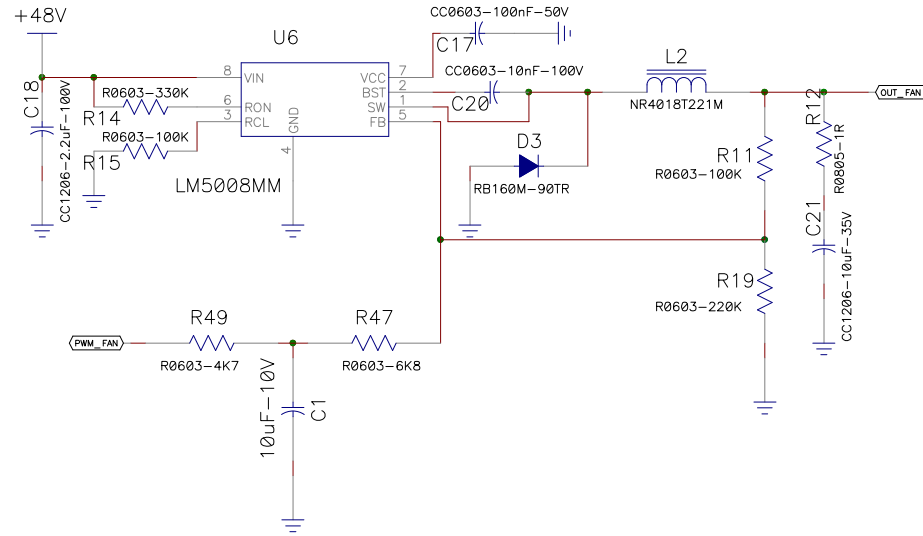 +48V
U6
C17
CC0603-100nF-50V
L2
NR4018T221M
OUT_FAN
C18
CC1206-2.2uF-100V
R0603-330K
R14
R0603-100K
R15
8
VIN
6
RON
3
RCL
GND
4
VCC
7
BST
2
SW
1
FB
5
LM5008MM
CC0603-10nF-100V
C20
D3
RB160M-90TR
R11
R0603-100K
R12
R0805-1R
C21
CC1206-10uF-35V
R19
R0603-220K
PWM_FAN
R49
R0603-4K7
R47
R0603-6K8
10uF-10V
C1